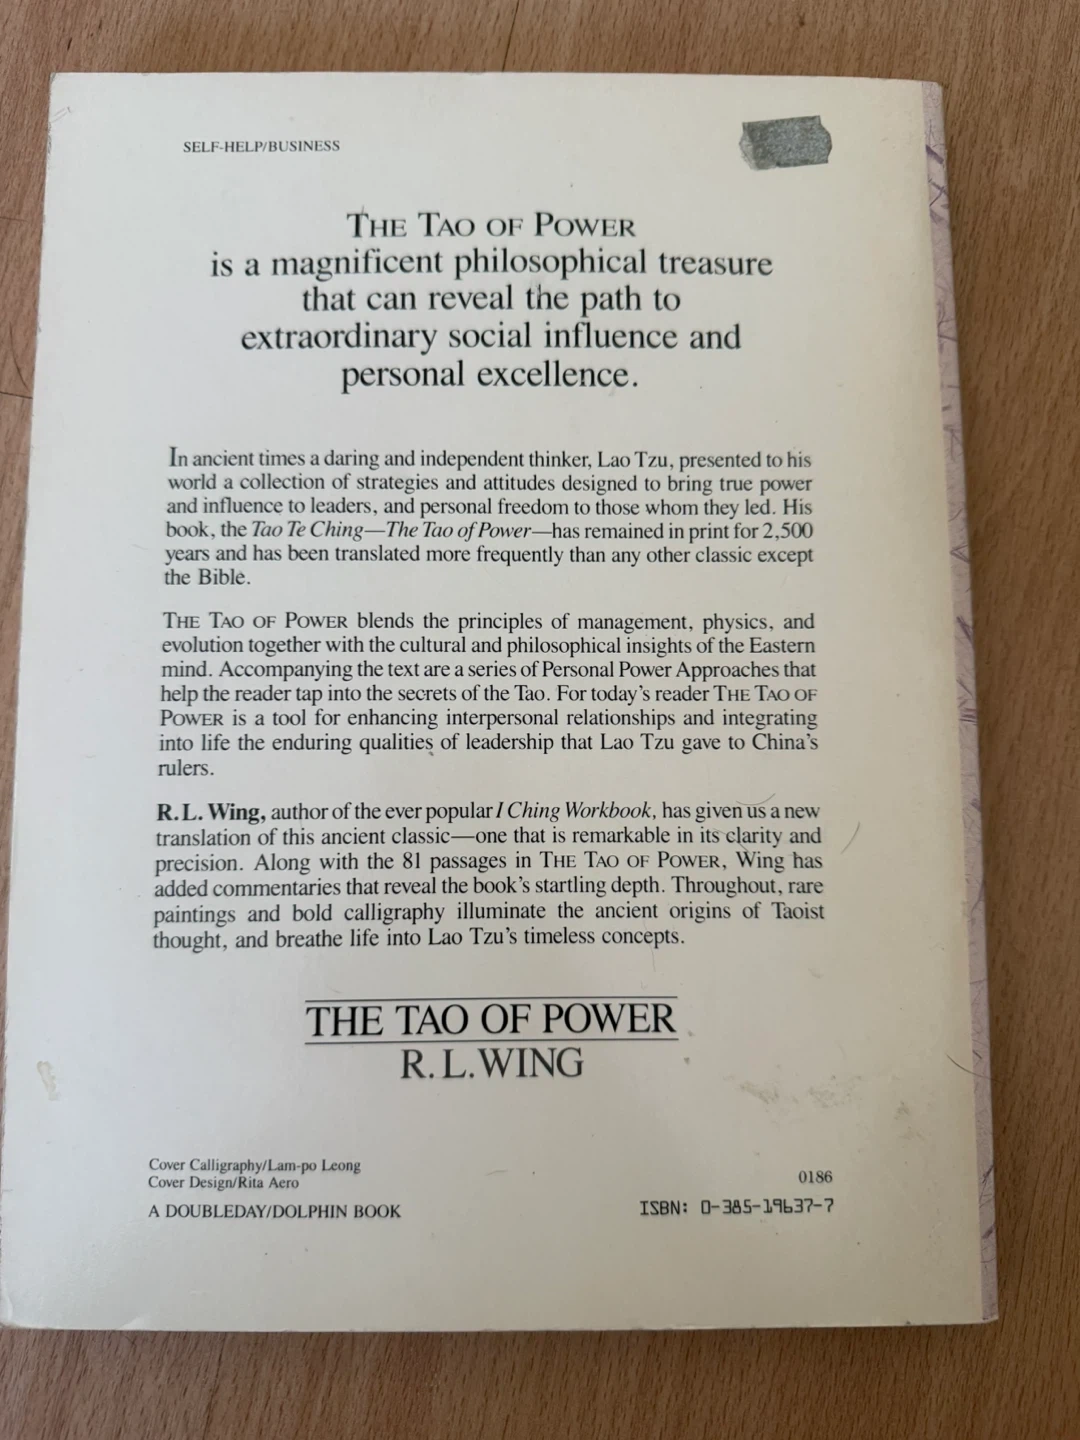 SELF-HELP/BUSINESS
THE TAO OF POWER
is a magnificent philosophical treasure
that can reveal the path to
extraordinary social influence and
personal excellence.
In ancient times a daring and independent thinker, Lao Tzu, presented to his
world a collection of strategies and attitudes designed to bring true power
and influence to leaders, and personal freedom to those whom they led. His
book, the Tao Te Ching—The Tao of Power—has remained in print for 2,500
years and has been translated more frequently than any other classic except
the Bible.
THE TAO OF POWER blends the principles of management, physics, and
evolution together with the cultural and philosophical insights of the Eastern
mind. Accompanying the text are a series of Personal Power Approaches that
help the reader tap into the secrets of the Tao. For today's reader THE TAO OF
POWER is a tool for enhancing interpersonal relationships and integrating
into life the enduring qualities of leadership that Lao Tzu gave to China's
rulers.
R.L. Wing, author of the ever popular I Ching Workbook, has given us a new
translation of this ancient classic—one that is remarkable in its clarity and
precision. Along with the 81 passages in THE TAO OF POWER, Wing has
added commentaries that reveal the book's startling depth. Throughout, rare
paintings and bold calligraphy illuminate the ancient origins of Taoist
thought, and breathe life into Lao Tzu's timeless concepts.
THE TAO OF POWER
R. L. WING
Cover Calligraphy/Lam-po Leong
Cover Design/Rita Aero
A DOUBLEDAY/DOLPHIN BOOK
0186
ISBN: 0-385-19637-7